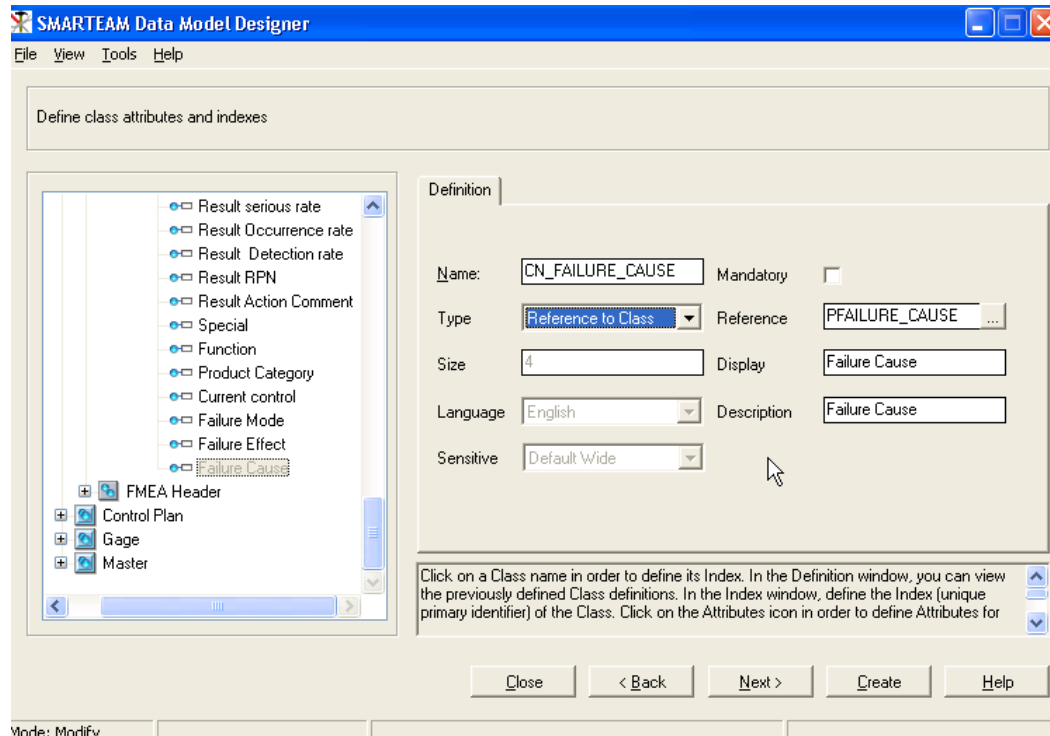 SMARTEAM Data Model Designer
File View Tools Help
Define class attributes and indexes
Result serious rate
Result Occurrence rate
Result Detection rate
Result RPN
Result Action Comment
Special
Function
Product Category
Current control
Failure Mode
Failure Effect
Failure Cause
FMEA Header
Control Plan
Gage
Master
Definition
Name: CN_FAILURE_CAUSE Mandatory
Type Reference to Class Reference PFAILURE_CAUSE ...
Size 4 Display Failure Cause
Language English Description Failure Cause
Sensitive Default Wide
Click on a Class name in order to define its Index. In the Definition window, you can view
the previously defined Class definitions. In the Index window, define the Index (unique
primary identifier) of the Class. Click on the Attributes icon in order to define Attributes for
Close < Back Next > Create Help
Mode: Modify